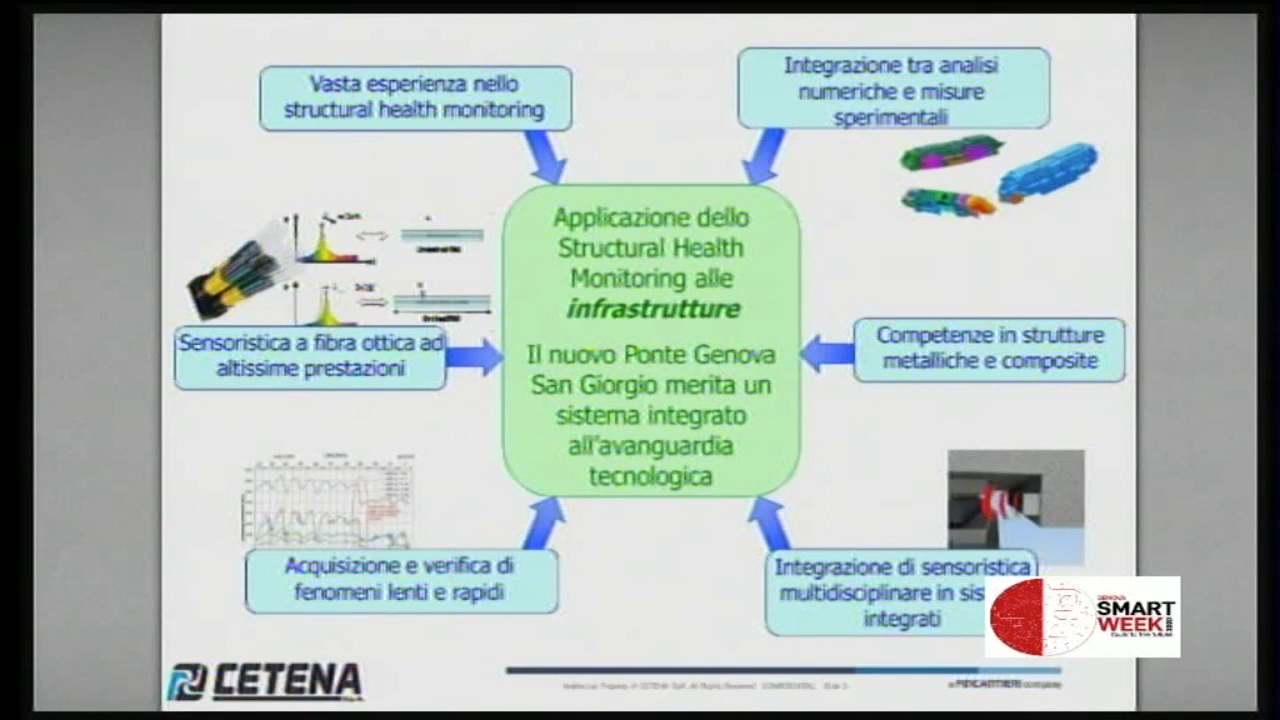 Vasta esperienza nello
structural health monitoring
Integrazione tra analisi
numeriche e misure
sperimentali
Applicazione dello
Structural Health
Monitoring alle
infrastrutture
Il nuovo Ponte Genova
San Giorgio merita un
sistema integrato
all'avanguardia
tecnologica
Sensoristica a fibra ottica ad
altissime prestazioni
Competenze in strutture
metalliche e composite
Acquisizione e verifica di
fenomeni lenti e rapidi
Integrazione di sensoristica
multidisciplinare in
integrati
GENOVA
SMART
WEEK
CETENA
a FINCANTIERI company